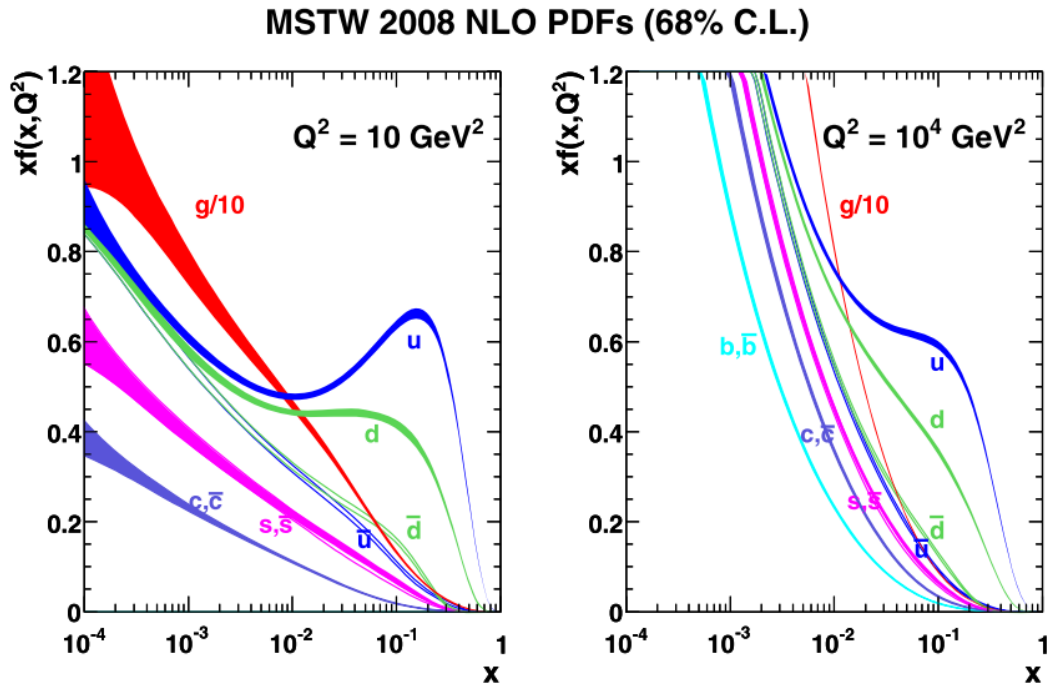 MSTW 2008 NLO PDFs (68% C.L.)
xf(x,Q²)
1.2
1
0.8
0.6
0.4
0.2
0
Q² = 10 GeV²
g/10
u
d
c,c̅
s,s̅
u̅
d̅
10⁻⁴
10⁻³
10⁻²
10⁻¹
1
x
xf(x,Q²)
1.2
1
0.8
0.6
0.4
0.2
0
Q² = 10⁴ GeV²
g/10
b,b̅
u
d
c,c̅
s,s̅
d̅
u̅
10⁻⁴
10⁻³
10⁻²
10⁻¹
1
x